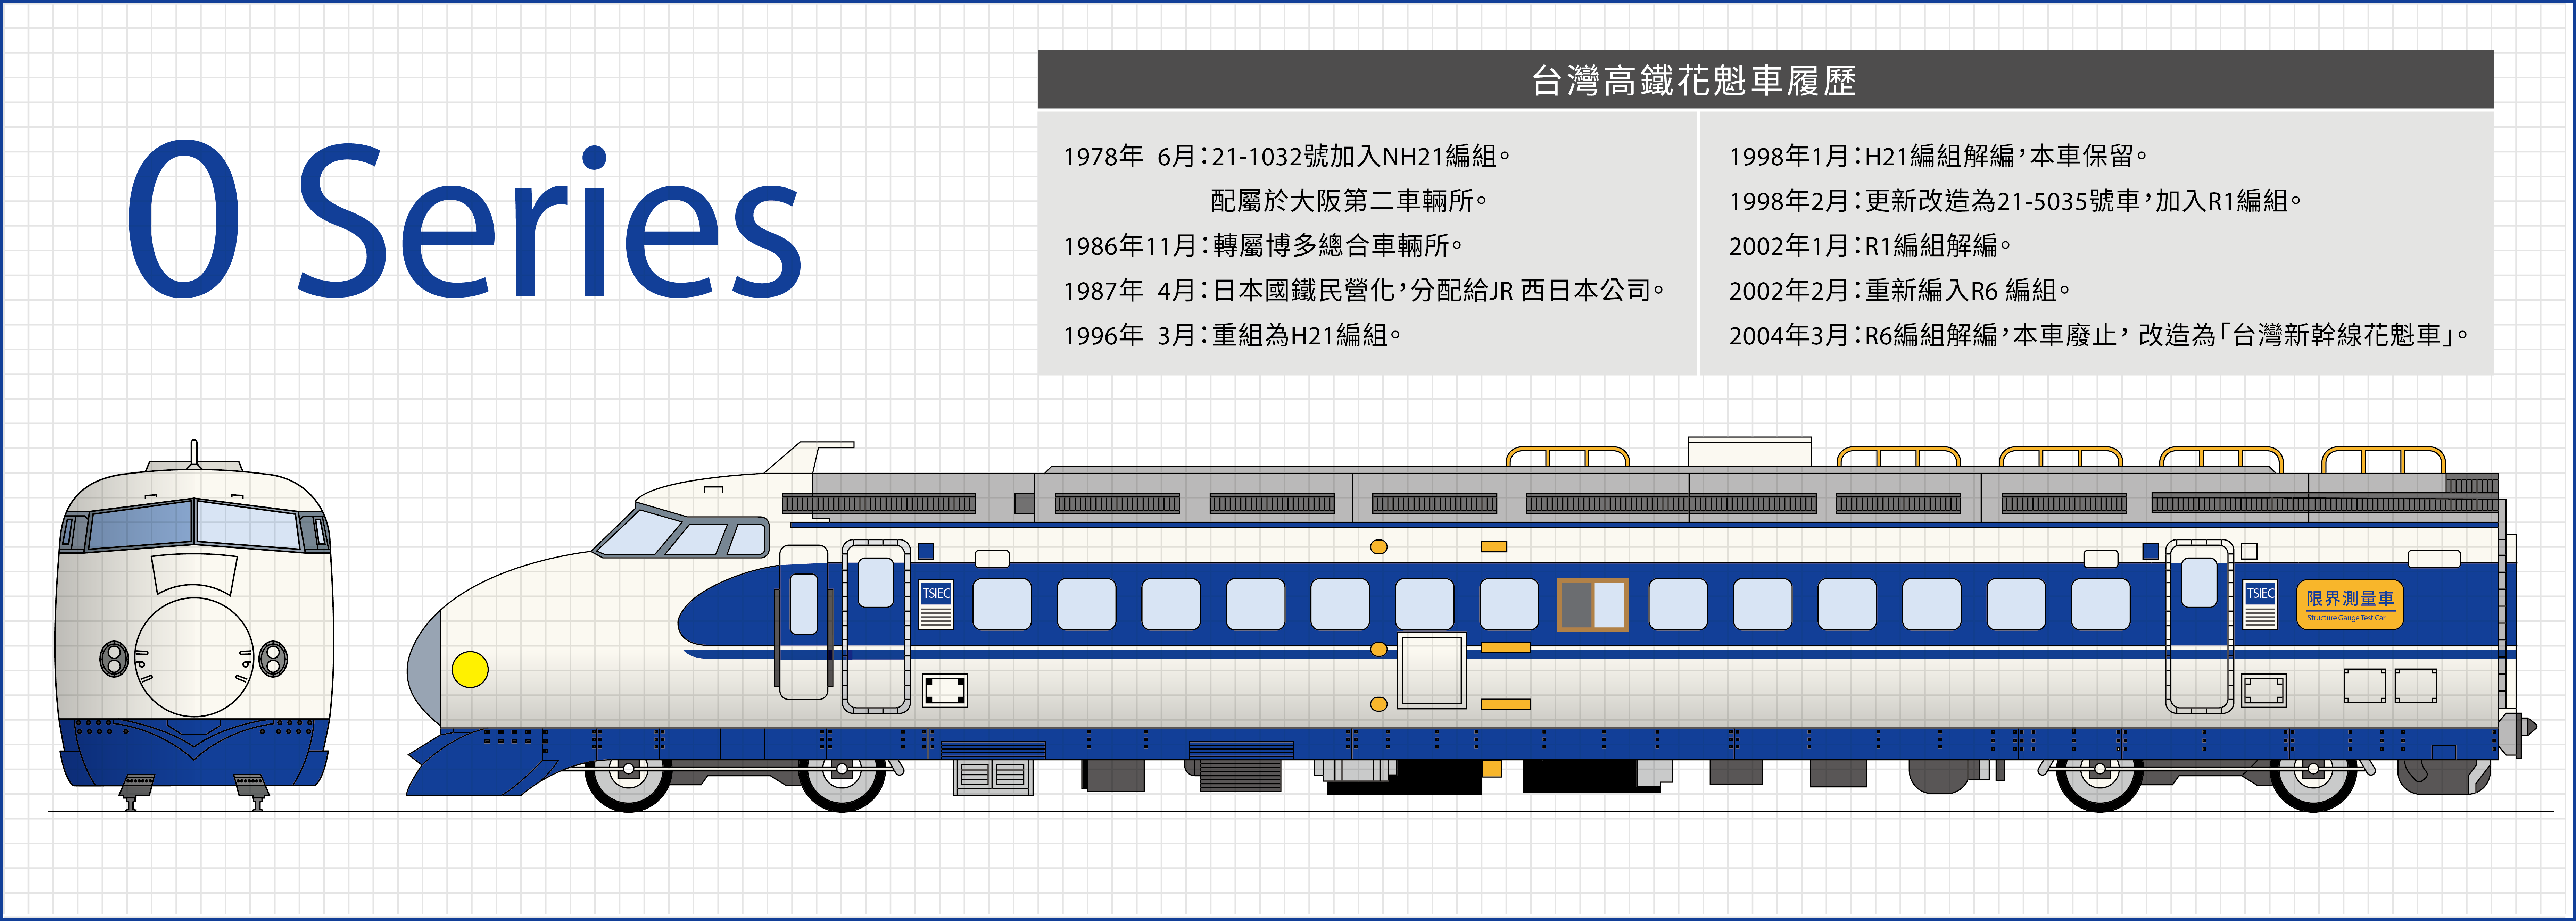 台灣高鐵花魁車履歷
0 Series
1978年 6月：21-1032號加入NH21編組。
配屬於大阪第二車輛所。
1986年11月：轉屬博多總合車輛所。
1987年 4月：日本國鐵民營化，分配給JR 西日本公司。
1996年 3月：重組為H21編組。
1998年1月：H21編組解編，本車保留。
1998年2月：更新改造為21-5035號車，加入R1編組。
2002年1月：R1編組解編。
2002年2月：重新編入R6 編組。
2004年3月：R6編組解編，本車廢止， 改造為「台灣新幹線花魁車」。
TSIEC
TSIEC
限界測量車
Structure Gauge Test Car